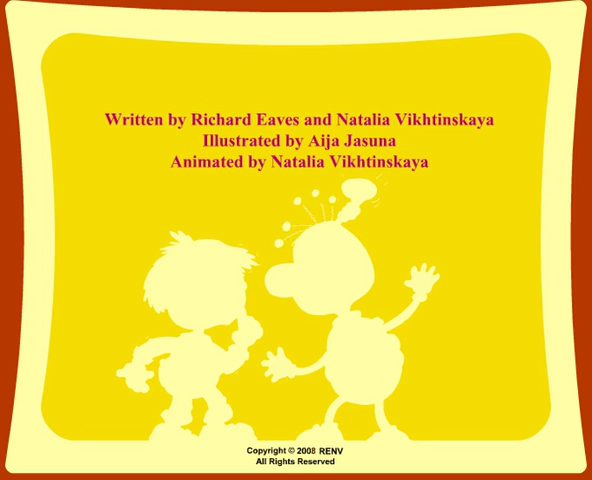 Written by Richard Eaves and Natalia Vikhtinskaya
Illustrated by Aija Jasuna
Animated by Natalia Vikhtinskaya
Copyright © 2008 RENV
All Rights Reserved